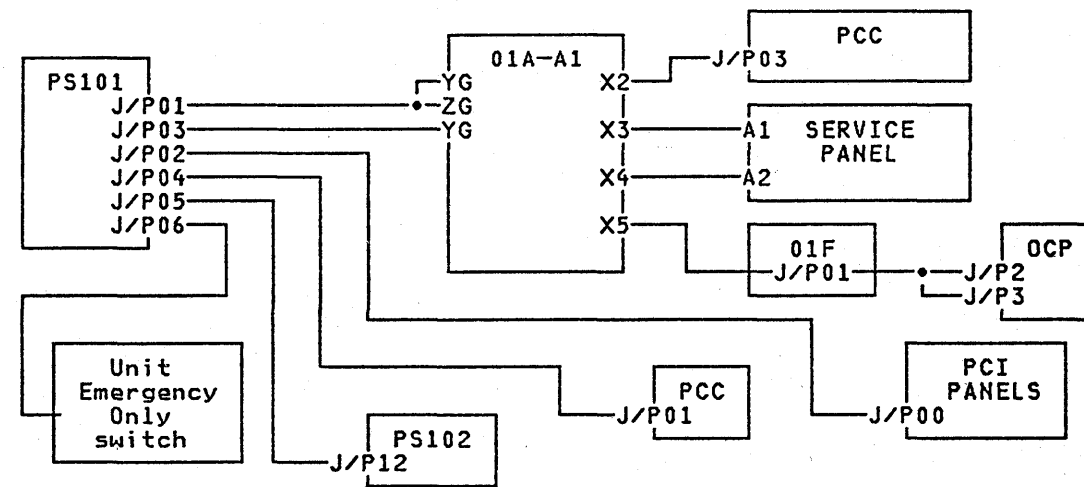 PCC
01A-A1
J/P03
PS101
YG
X2
J/P01
ZG
J/P03
YG
X3
A1
SERVICE
PANEL
J/P02
J/P04
X4
A2
J/P05
J/P06
X5
01F
OCP
J/P01
J/P2
J/P3
Unit
Emergency
Only
switch
PCC
J/P01
PCI
PANELS
J/P00
PS102
J/P12